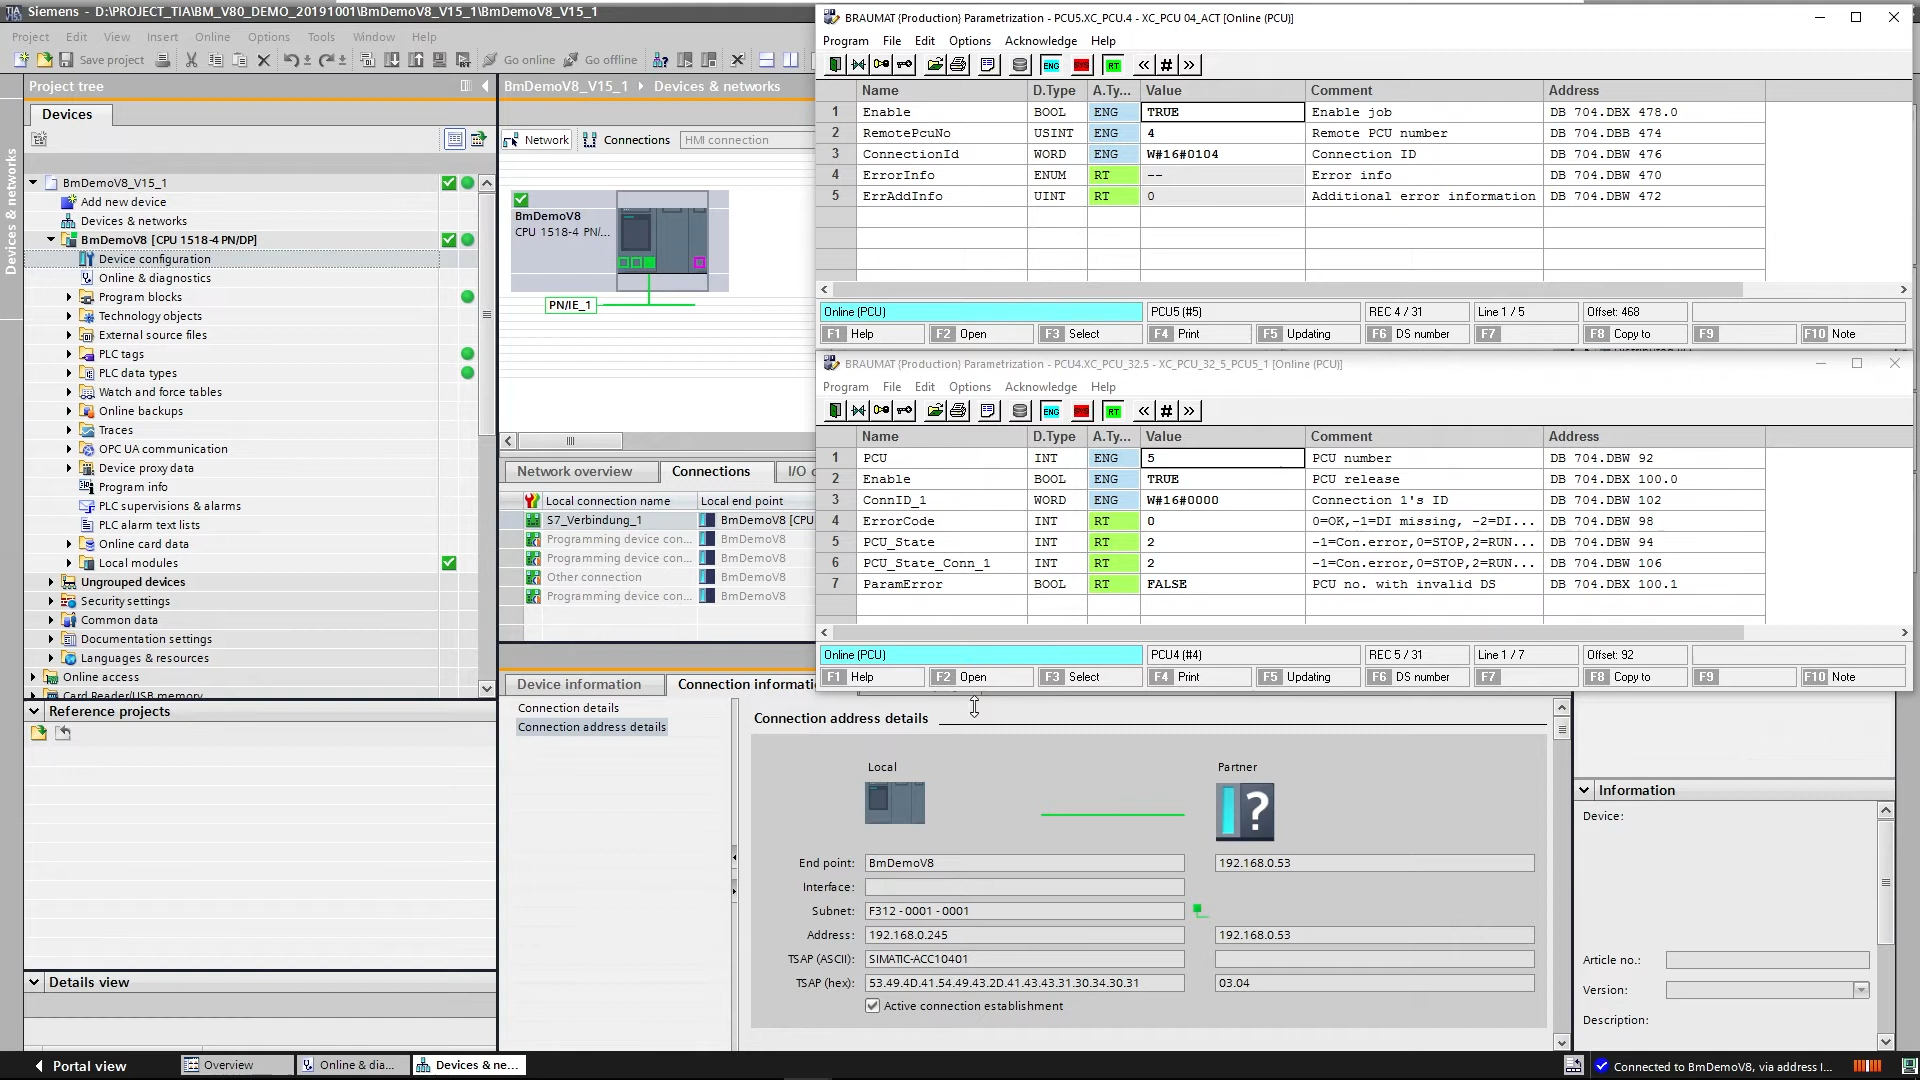 Siemens - D:\PROJECT_TIA\BM_V80_DEMO_20191001\BmDemoV8_V15_1\BmDemoV8_V15_1
Project Edit View Insert Online Options Tools Window Help
Save project Go online Go offline
Project tree
Devices
Devices & networks
BmDemoV8_V15_1
Add new device
Devices & networks
BmDemoV8 [CPU 1518-4 PN/DP]
Device configuration
Online & diagnostics
Program blocks
Technology objects
External source files
PLC tags
PLC data types
Watch and force tables
Online backups
Traces
OPC UA communication
Device proxy data
Program info
PLC supervisions & alarms
PLC alarm text lists
Online card data
Local modules
Ungrouped devices
Security settings
Common data
Documentation settings
Languages & resources
Online access
Card Reader/USB memory
Reference projects
Details view
BmDemoV8_V15_1 Devices & networks
Network Connections HMI connection
BmDemoV8
CPU 1518-4 PN/...
PN/IE_1
Network overview Connections I/O c
Local connection name Local end point
S7_Verbindung_1 BmDemoV8 [CPU
Programming device con... BmDemoV8
Programming device con... BmDemoV8
Other connection BmDemoV8
Programming device con... BmDemoV8
Device information Connection informati
Connection details
Connection address details
Connection address details
Local Partner
End point: BmDemoV8 192.168.0.53
Interface:
Subnet: F312 - 0001 - 0001
Address: 192.168.0.245 192.168.0.53
TSAP (ASCII): SIMATIC-ACC10401
TSAP (hex): 53.49.4D.41.54.49.43.2D.41.43.43.31.30.34.30.31 03.04
Active connection establishment
BRAUMAT {Production} Parametrization - PCU5.XC_PCU.4 - XC_PCU 04_ACT [Online (PCU)]
Program File Edit Options Acknowledge Help
ENG SYS RT « # »
Name D.Type A.Ty... Value Comment Address
1 Enable BOOL ENG TRUE Enable job DB 704.DBX 478.0
2 RemotePcuNo USINT ENG 4 Remote PCU number DB 704.DBB 474
3 ConnectionId WORD ENG W#16#0104 Connection ID DB 704.DBW 476
4 ErrorInfo ENUM RT -- Error info DB 704.DBW 470
5 ErrAddInfo UINT RT 0 Additional error information DB 704.DBW 472
Online (PCU) PCU5 (#5) REC 4 / 31 Line 1 / 5 Offset: 468
F1 Help F2 Open F3 Select F4 Print F5 Updating F6 DS number F7 F8 Copy to F9 F10 Note
BRAUMAT {Production} Parametrization - PCU4.XC_PCU_32.5 - XC_PCU_32_5_PCU5_1 [Online (PCU)]
Program File Edit Options Acknowledge Help
ENG SYS RT « # »
Name D.Type A.Ty... Value Comment Address
1 PCU INT ENG 5 PCU number DB 704.DBW 92
2 Enable BOOL ENG TRUE PCU release DB 704.DBX 100.0
3 ConnID_1 WORD ENG W#16#0000 Connection 1's ID DB 704.DBW 102
4 ErrorCode INT RT 0 0=OK,-1=DI missing, -2=DI... DB 704.DBW 98
5 PCU_State INT RT 2 -1=Con.error,0=STOP,2=RUN... DB 704.DBW 94
6 PCU_State_Conn_1 INT RT 2 -1=Con.error,0=STOP,2=RUN... DB 704.DBW 106
7 ParamError BOOL RT FALSE PCU no. with invalid DS DB 704.DBX 100.1
Online (PCU) PCU4 (#4) REC 5 / 31 Line 1 / 7 Offset: 92
F1 Help F2 Open F3 Select F4 Print F5 Updating F6 DS number F7 F8 Copy to F9 F10 Note
Information
Device:
Article no.:
Version:
Description:
Portal view Overview Online & dia... Devices & ne... Connected to BmDemoV8, via address I...